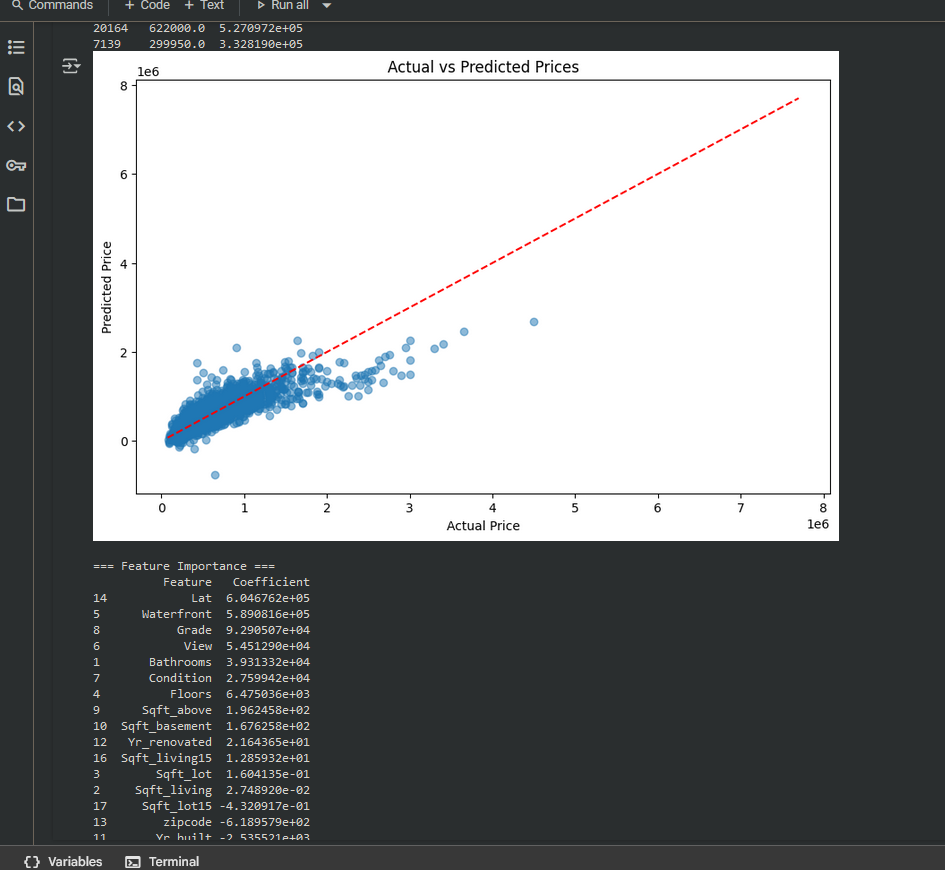 Commands + Code + Text Run all
20164 622000.0 5.270972e+05
7139 299950.0 3.328190e+05
Actual vs Predicted Prices
1e6
8
6
4
2
0
Predicted Price
0 1 2 3 4 5 6 7 8
1e6
Actual Price
=== Feature Importance ===
Feature Coefficient
14 Lat 6.046762e+05
5 Waterfront 5.890816e+05
8 Grade 9.290507e+04
6 View 5.451290e+04
1 Bathrooms 3.931332e+04
7 Condition 2.759942e+04
4 Floors 6.475036e+03
9 Sqft_above 1.962458e+02
10 Sqft_basement 1.676258e+02
12 Yr_renovated 2.164365e+01
16 Sqft_living15 1.285932e+01
3 Sqft_lot 1.604135e-01
2 Sqft_living 2.748920e-02
17 Sqft_lot15 -4.320917e-01
13 zipcode -6.189579e+02
11 Yr_built -2.535521e+03
Variables Terminal